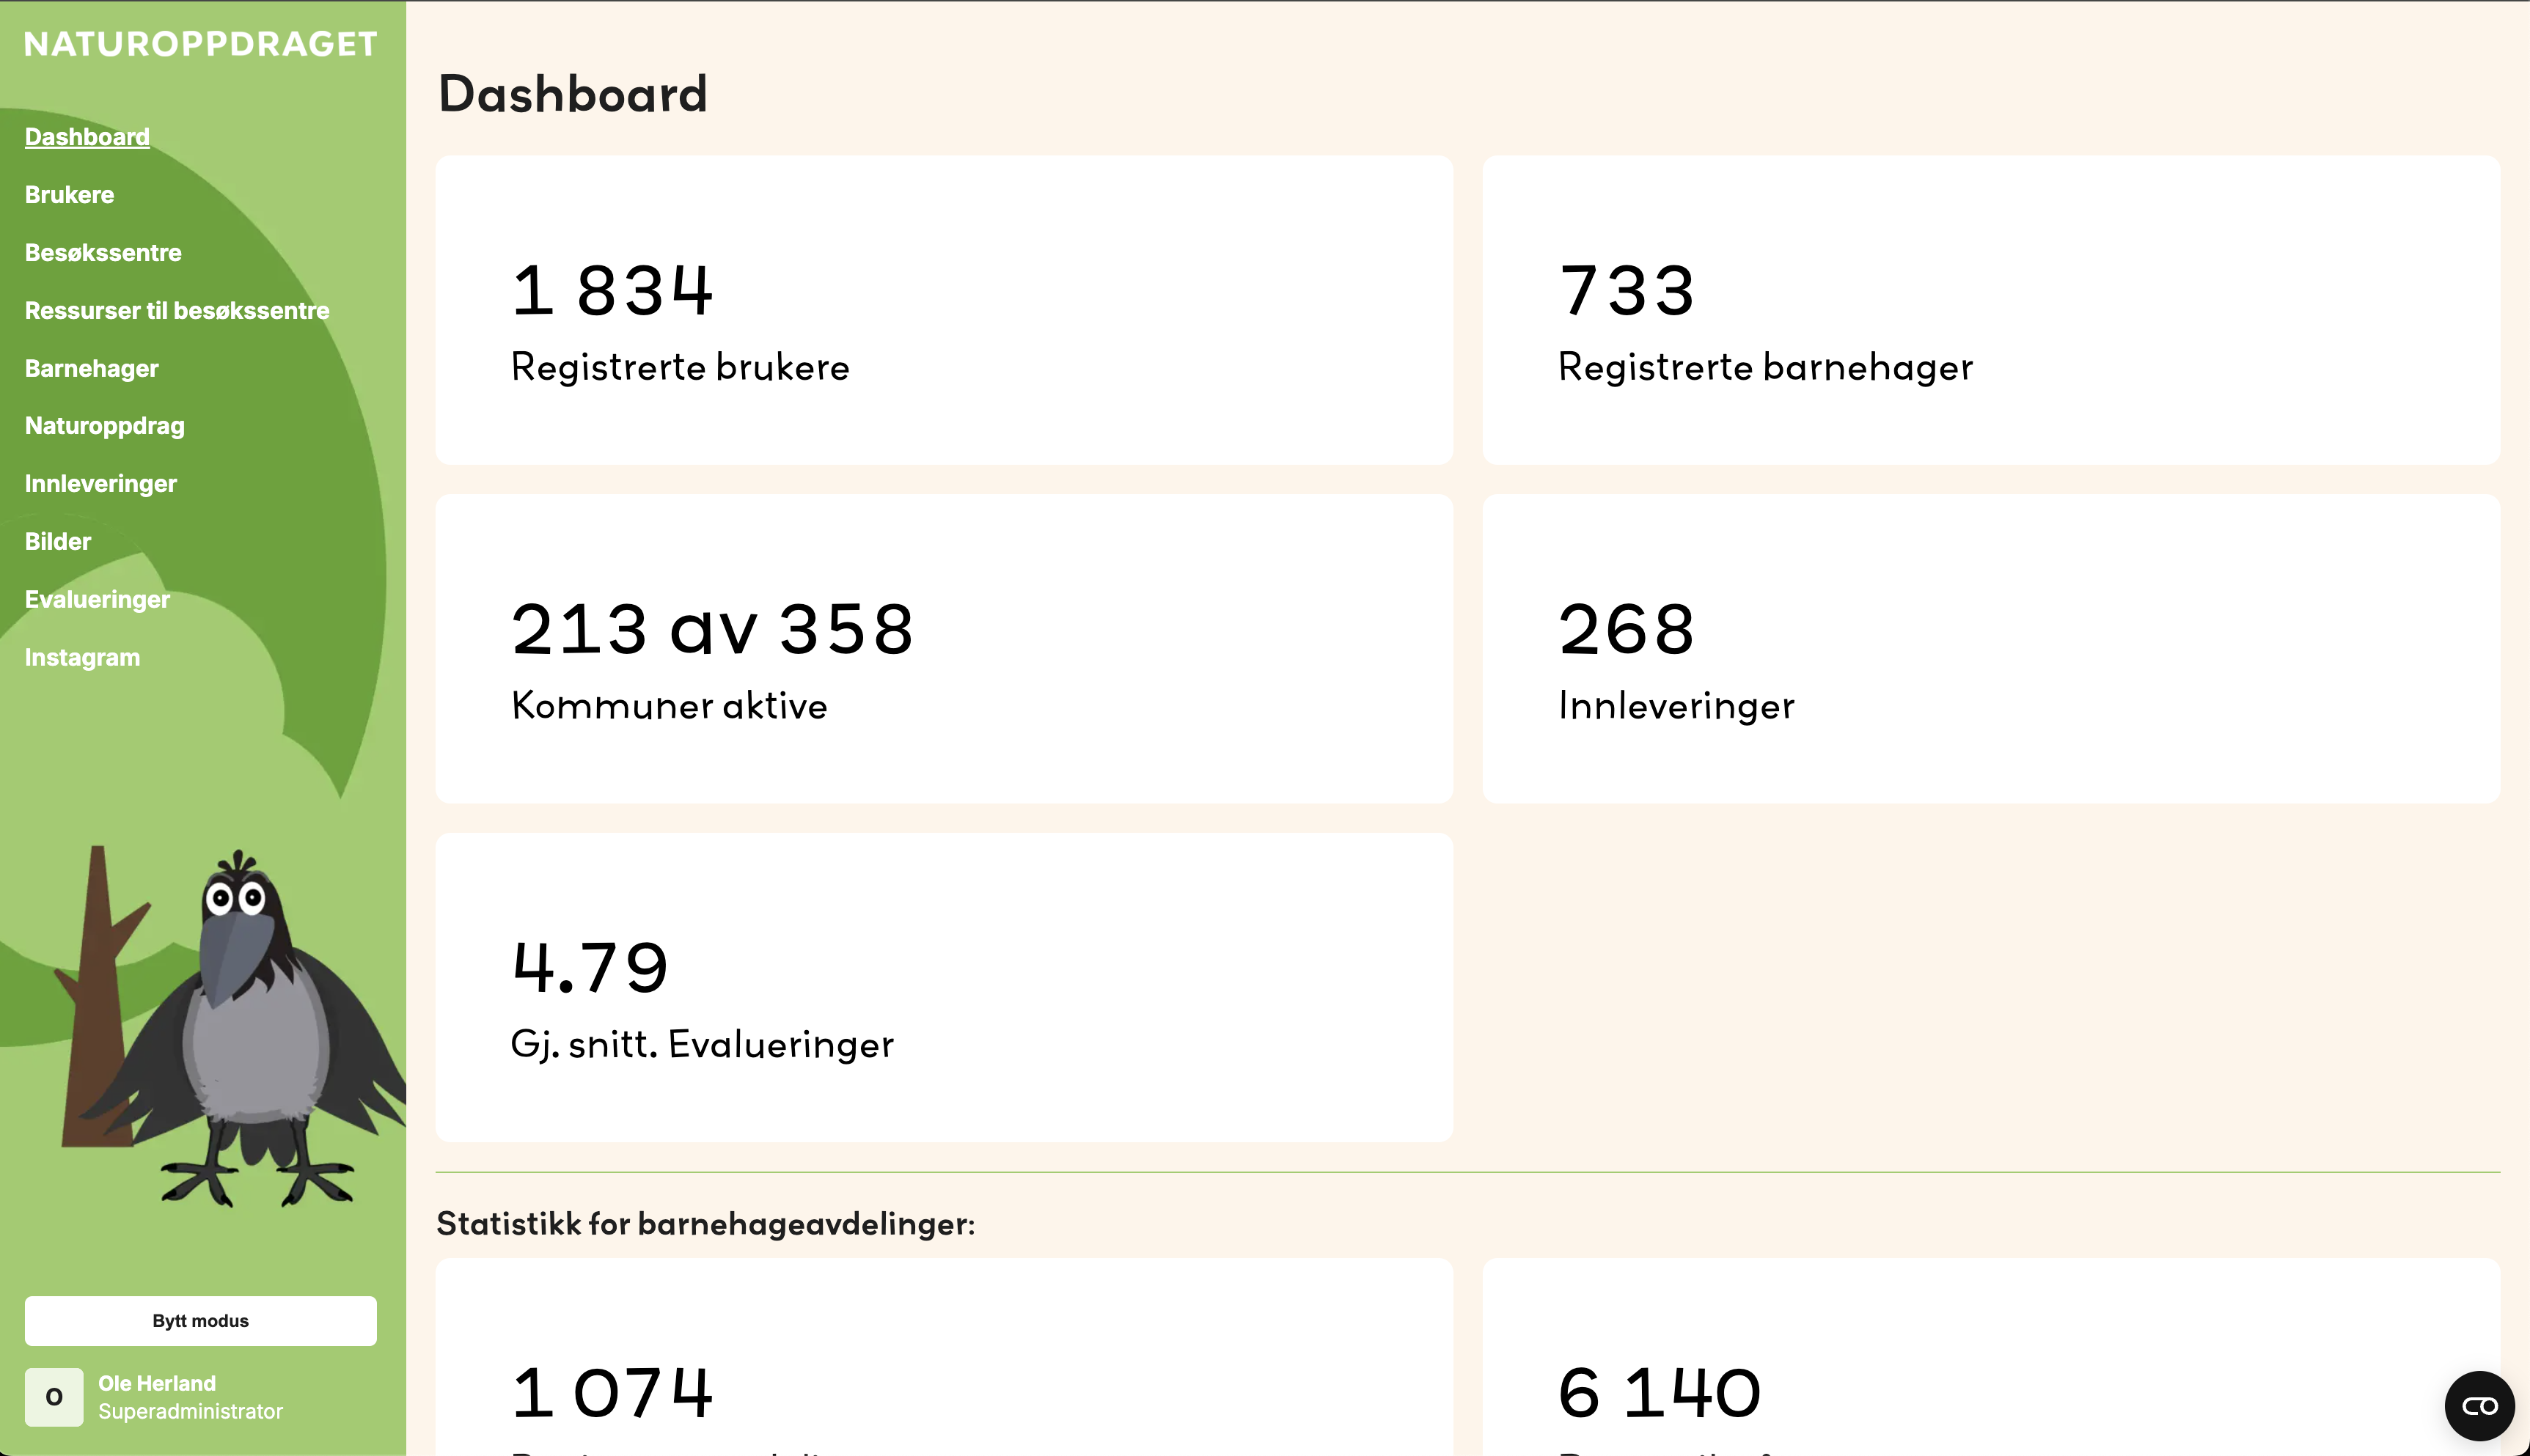 NATUROPPDRAGET
Dashboard
Brukere
Besøkssentre
Ressurser til besøkssentre
Barnehager
Naturoppdrag
Innleveringer
Bilder
Evalueringer
Instagram
Bytt modus
O
Ole Herland
Superadministrator
Dashboard
1 834
Registrerte brukere
733
Registrerte barnehager
213 av 358
Kommuner aktive
268
Innleveringer
4.79
Gj. snitt. Evalueringer
Statistikk for barnehageavdelinger:
1 074
6 140